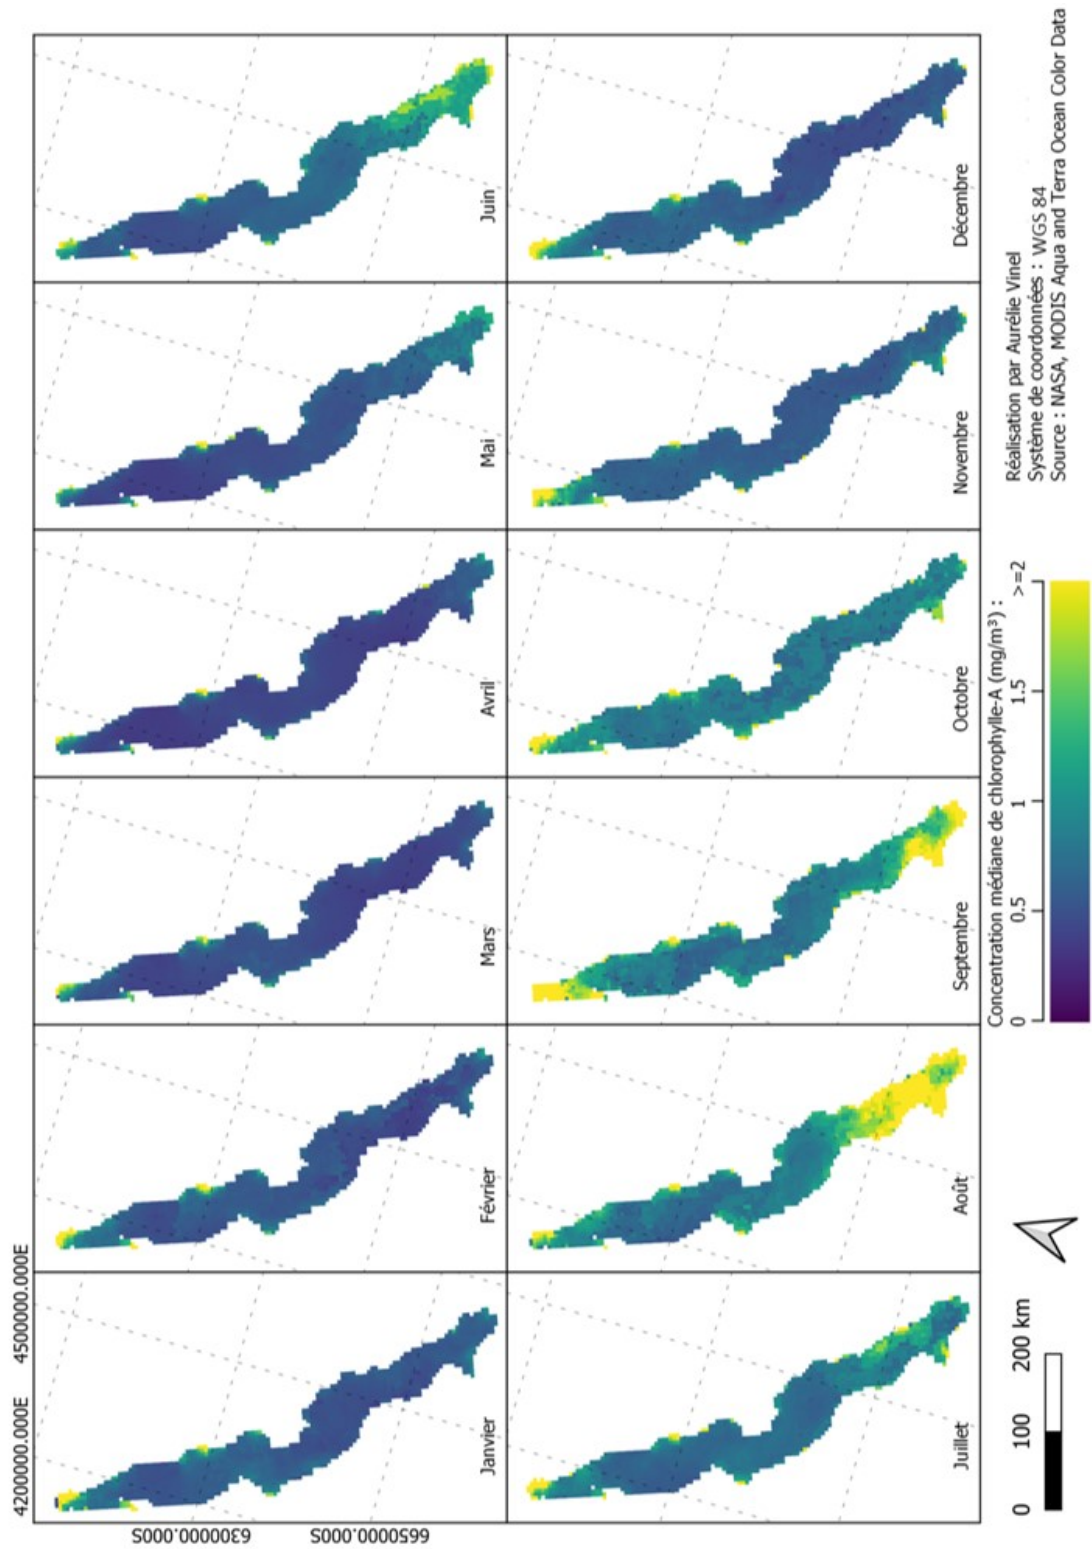 6300000.000S
6650000.000S
4200000.000E 4500000.000E
Janvier
Février
Mars
Avril
Mai
Juin
Juillet
Août
Septembre
Octobre
Novembre
Décembre
0 100 200 km
Concentration médiane de chlorophylle-A (mg/m³) :
0 0.5 1 1.5 >=2
Réalisation par Aurélie Vinel
Système de coordonnées : WGS 84
Source : NASA, MODIS Aqua and Terra Ocean Color Data